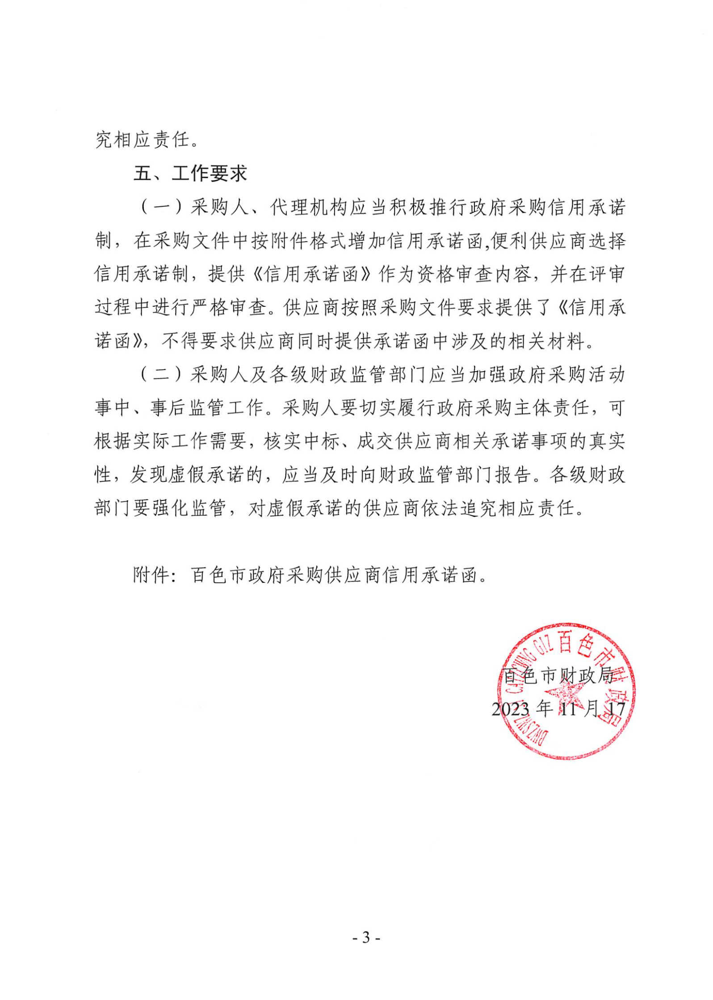 究相应责任。
五、工作要求
（一）采购人、代理机构应当积极推行政府采购信用承诺
制，在采购文件中按附件格式增加信用承诺函,便利供应商选择
信用承诺制，提供《信用承诺函》作为资格审查内容，并在评审
过程中进行严格审查。供应商按照采购文件要求提供了《信用承
诺函》，不得要求供应商同时提供承诺函中涉及的相关材料。
（二）采购人及各级财政监管部门应当加强政府采购活动
事中、事后监管工作。采购人要切实履行政府采购主体责任，可
根据实际工作需要，核实中标、成交供应商相关承诺事项的真实
性，发现虚假承诺的，应当及时向财政监管部门报告。各级财政
部门要强化监管，对虚假承诺的供应商依法追究相应责任。
附件：百色市政府采购供应商信用承诺函。
百色市财政局
2023 年 11 月 17
百色市财政局
GIZ
- 3 -